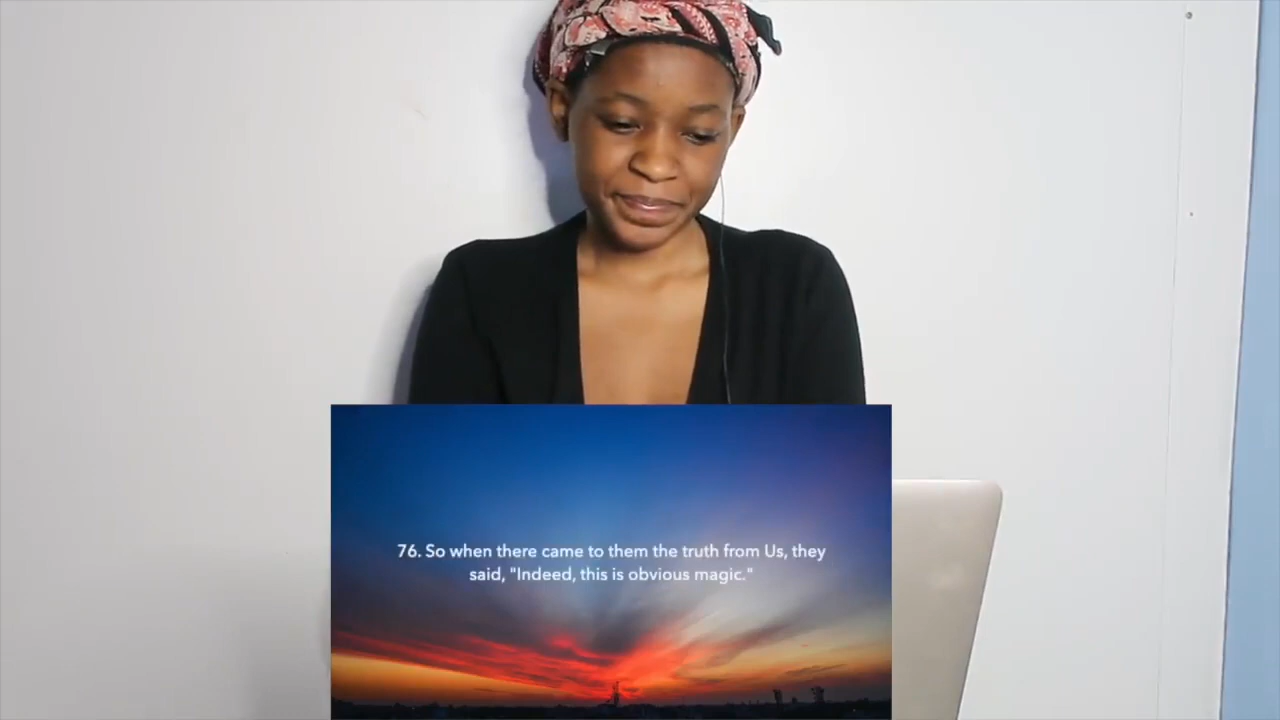 76. So when there came to them the truth from Us, they
said, "Indeed, this is obvious magic."